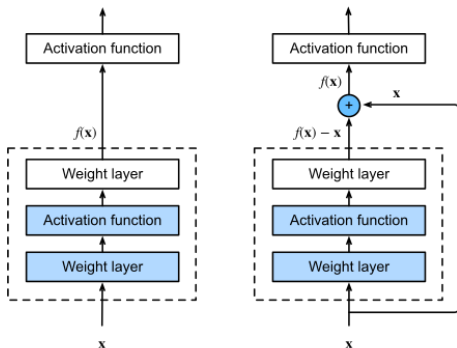 Activation function
f(x)
Weight layer
Activation function
Weight layer
x
Activation function
f(x)
x
+
f(x) − x
Weight layer
Activation function
Weight layer
x